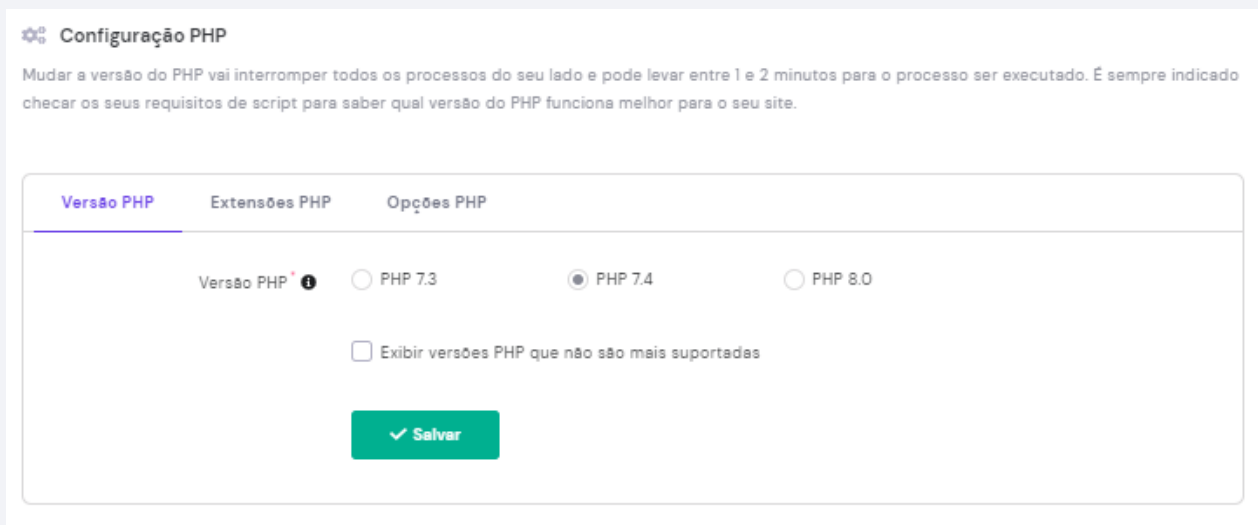 Configuração PHP
Mudar a versão do PHP vai interromper todos os processos do seu lado e pode levar entre 1 e 2 minutos para o processo ser executado. É sempre indicado
checar os seus requisitos de script para saber qual versão do PHP funciona melhor para o seu site.
Versão PHP Extensões PHP Opções PHP
Versão PHP * PHP 7.3 PHP 7.4 PHP 8.0
Exibir versões PHP que não são mais suportadas
Salvar